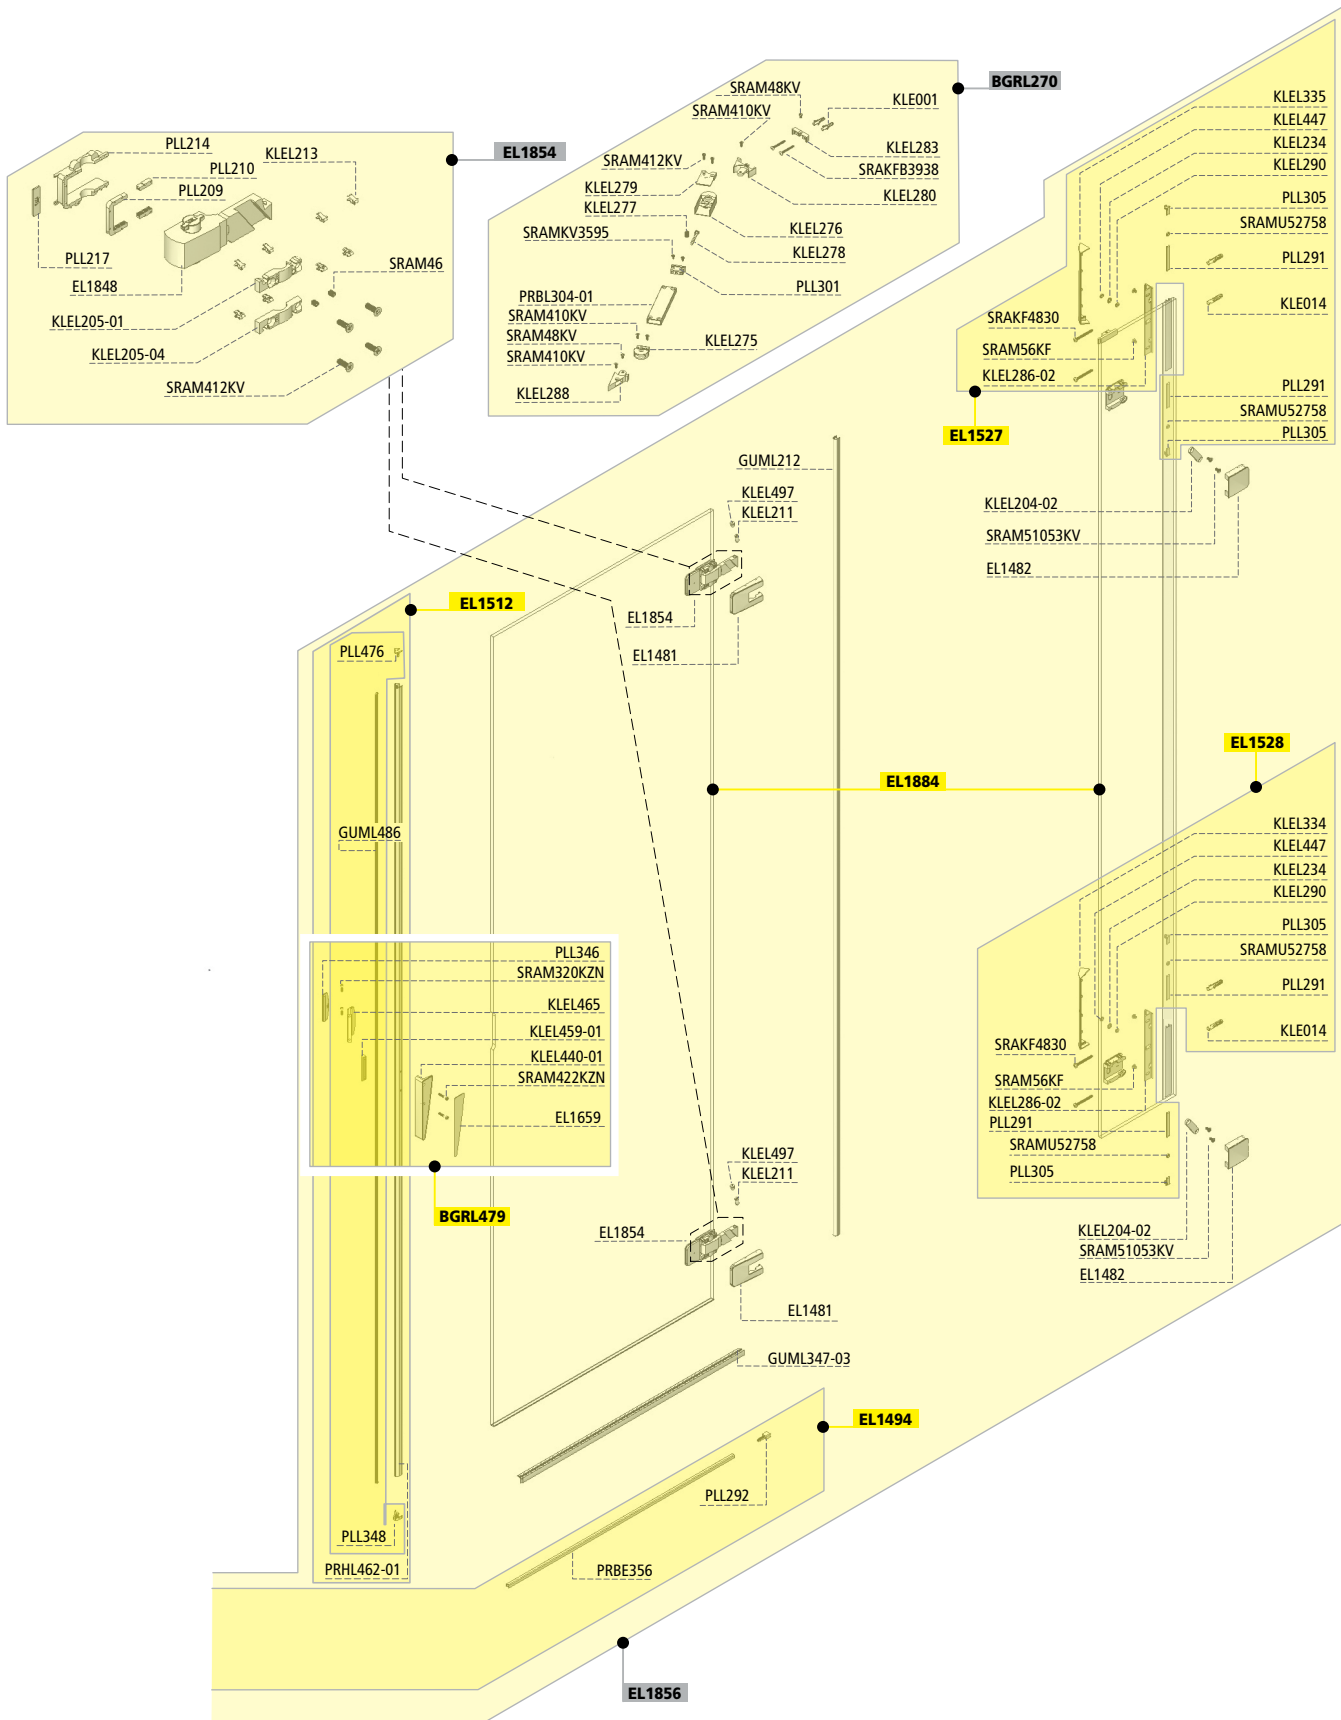 BGRL270
SRAM48KV
KLE001
SRAM410KV
KLEL283
SRAM412KV
SRAKFB3938
KLEL279
KLEL280
KLEL277
KLEL276
SRAMKV3595
KLEL278
PLL301
PRBL304-01
SRAM410KV
SRAM48KV
KLEL275
SRAM410KV
KLEL288
EL1854
PLL214
KLEL213
PLL210
PLL209
PLL217
SRAM46
EL1848
KLEL205-01
KLEL205-04
SRAM412KV
KLEL335
KLEL447
KLEL234
KLEL290
PLL305
SRAMU52758
PLL291
KLE014
SRAKF4830
SRAM56KF
KLEL286-02
PLL291
SRAMU52758
PLL305
EL1527
KLEL204-02
SRAM51053KV
EL1482
GUML212
KLEL497
KLEL211
EL1854
EL1481
EL1512
PLL476
GUML486
EL1884
EL1528
KLEL334
KLEL447
KLEL234
KLEL290
PLL305
SRAMU52758
PLL291
KLE014
SRAKF4830
SRAM56KF
KLEL286-02
PLL291
SRAMU52758
PLL305
KLEL204-02
SRAM51053KV
EL1482
PLL346
SRAM320KZN
KLEL465
KLEL459-01
KLEL440-01
SRAM422KZN
EL1659
BGRL479
KLEL497
KLEL211
EL1854
EL1481
GUML347-03
EL1494
PLL292
PLL348
PRHL462-01
PRBE356
EL1856